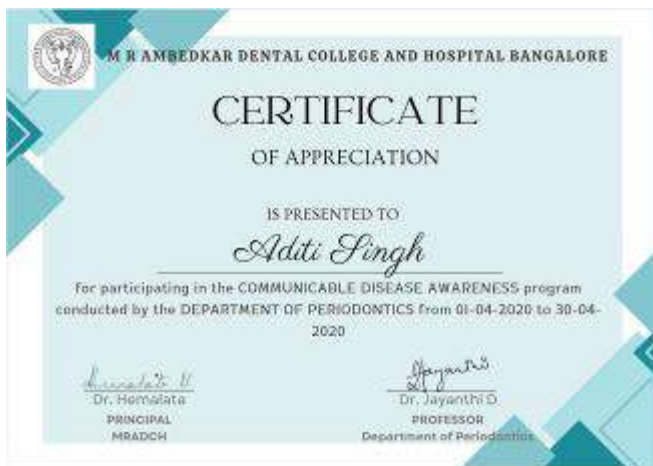 M R AMBEDKAR DENTAL COLLEGE AND HOSPITAL BANGALORE
CERTIFICATE
OF APPRECIATION
IS PRESENTED TO
Aditi Singh
for participating in the COMMUNICABLE DISEASE AWARENESS program
conducted by the DEPARTMENT OF PERIODONTICS from 01-04-2020 to 30-04-
2020
Dr. Hemalata
PRINCIPAL
MRADCH
Dr. Jayanthi D
PROFESSOR
Department of Periodontics